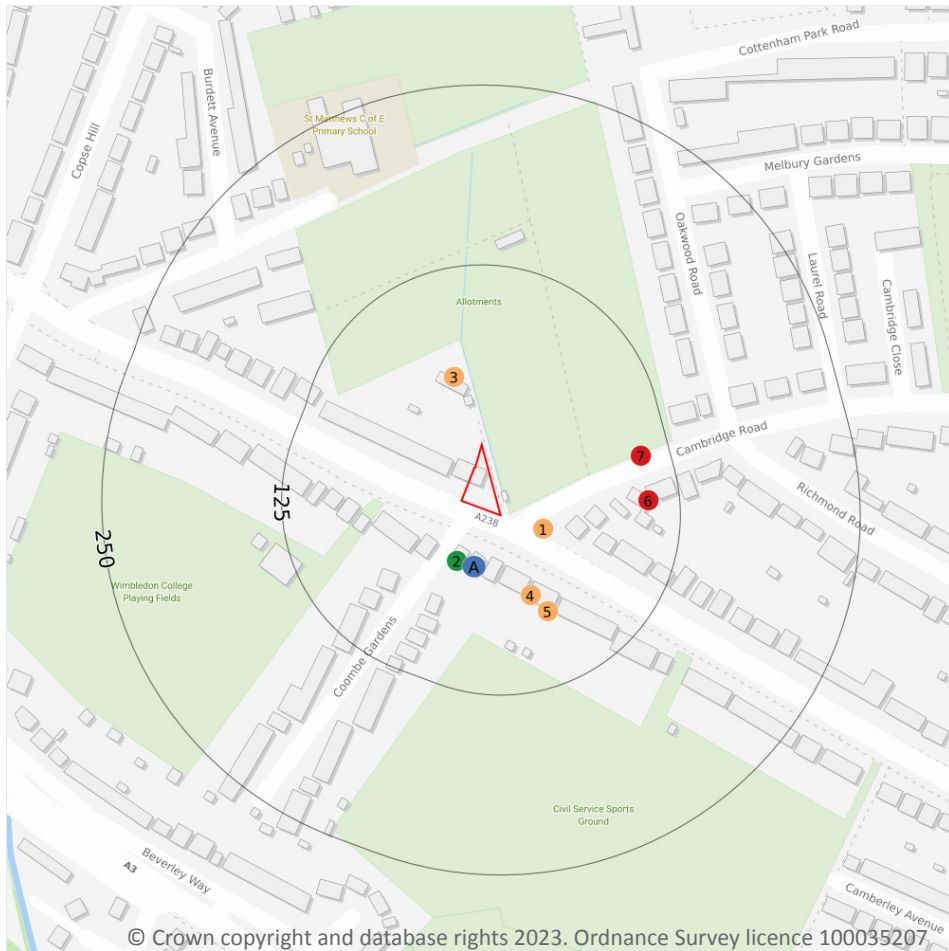 Cottenham Park Road
Burdett Avenue
Copse Hill
St Matthews C of E
Primary School
Melbury Gardens
Oakwood Road
Laurel Road
Cambridge Close
Allotments
3
Cambridge Road
7
6
125
250
A238
1
Richmond Road
2
A
4
5
Wimbledon College
Playing Fields
Coombe Gardens
Civil Service Sports
Ground
Beverley Way
A3
Camberley Avenue
© Crown copyright and database rights 2023. Ordnance Survey licence 100035207.